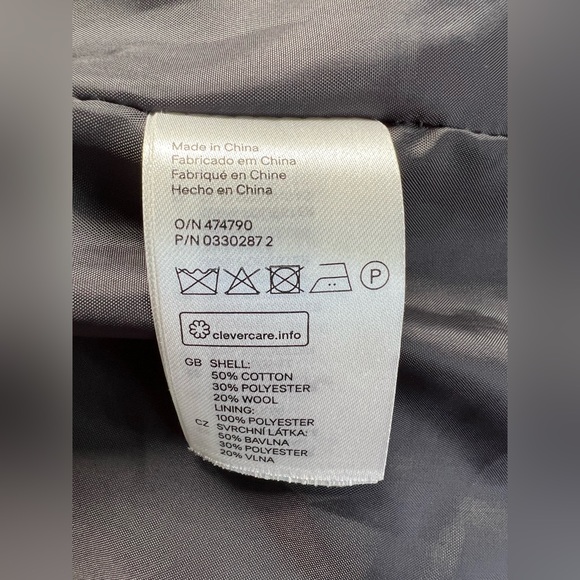 Made in China
Fabricado em China
Fabriqué en Chine
Hecho en China
O/N 474790
P/N 0330287 2
P
clevercare.info
GB SHELL:
50% COTTON
30% POLYESTER
20% WOOL
LINING:
100% POLYESTER
CZ SVRCHNÍ LÁTKA:
50% BAVLNA
30% POLYESTER
20% VLNA